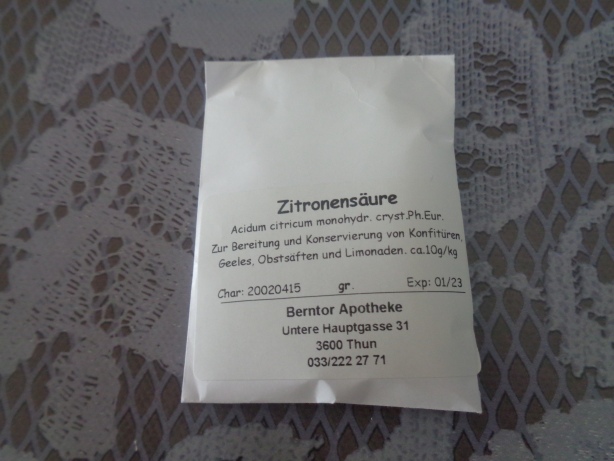 Zitronensäure
Acidum citricum monohydr. cryst.Ph.Eur.
Zur Bereitung und Konservierung von Konfitüren,
Geleés, Obstsäften und Limonaden. ca.10g/kg
Char: 20020415 gr. Exp: 01/23
Berntor Apotheke
Untere Hauptgasse 31
3600 Thun
033/222 27 71